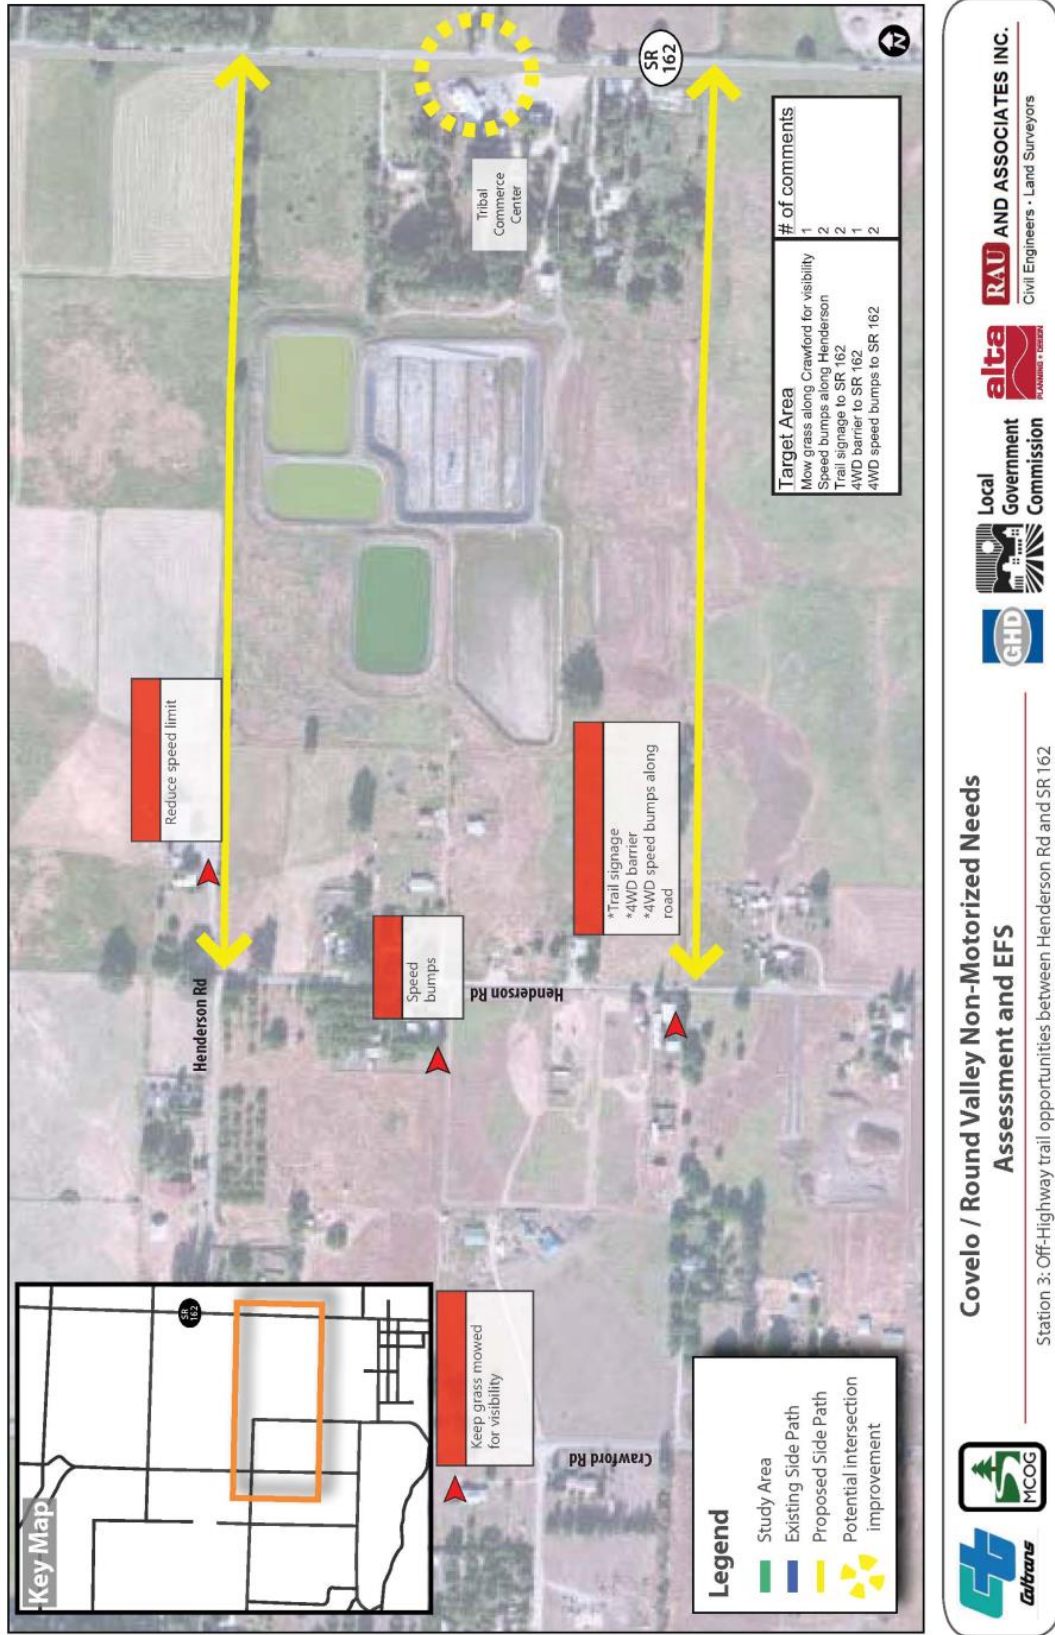 Key Map
SR
162
Henderson Rd
Reduce speed limit
SR
162
Tribal
Commerce
Center
Speed
bumps
Henderson Rd
Keep grass mowed
for visibility
Crawford Rd
*Trail signage
*4WD barrier
*4WD speed bumps along
road
Legend
Study Area
Existing Side Path
Proposed Side Path
Potential intersection
improvement
Target Area # of comments
Mow grass along Crawford for visibility 1
Speed bumps along Henderson 2
Trail signage to SR 162 2
4WD barrier to SR 162 1
4WD speed bumps to SR 162 2
N
Caltrans
MCOG
Covelo / Round Valley Non-Motorized Needs
Assessment and EFS
Station 3: Off-Highway trail opportunities between Henderson Rd and SR 162
GHD
Local
Government
Commission
alta
PLANNING + DESIGN
RAU AND ASSOCIATES INC.
Civil Engineers • Land Surveyors